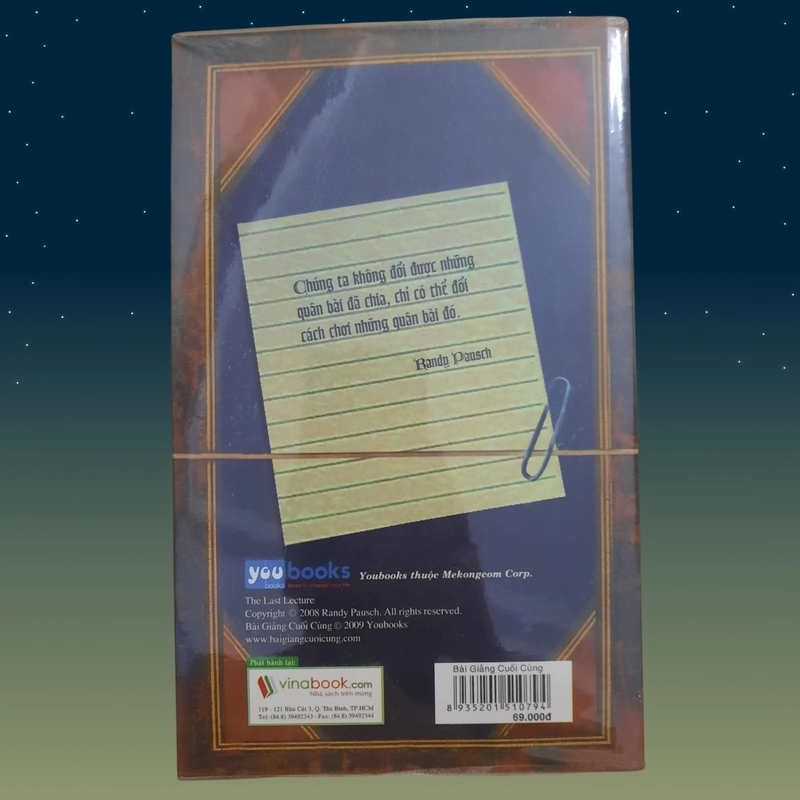 Chúng ta không đổi được những
quân bài đã chia, chỉ có thể đổi
cách chơi những quân bài đó.
Randy Pausch
youbooks
books
Youbooks thuộc Mekongcom Corp.
The Last Lecture
Copyright © 2008 Randy Pausch. All rights reserved.
Bài Giảng Cuối Cùng © 2009 Youbooks
www.baigiangcuoicung.com
Phát hành tại:
vinabook.com
Nhà sách trên mạng
119 - 121 Bàu Cát 3, Q. Tân Bình, TP.HCM
Tel: (84.8) 39492343 - Fax: (84.8) 39492344
Bài Giảng Cuối Cùng
8 935201 510794
69.000đ